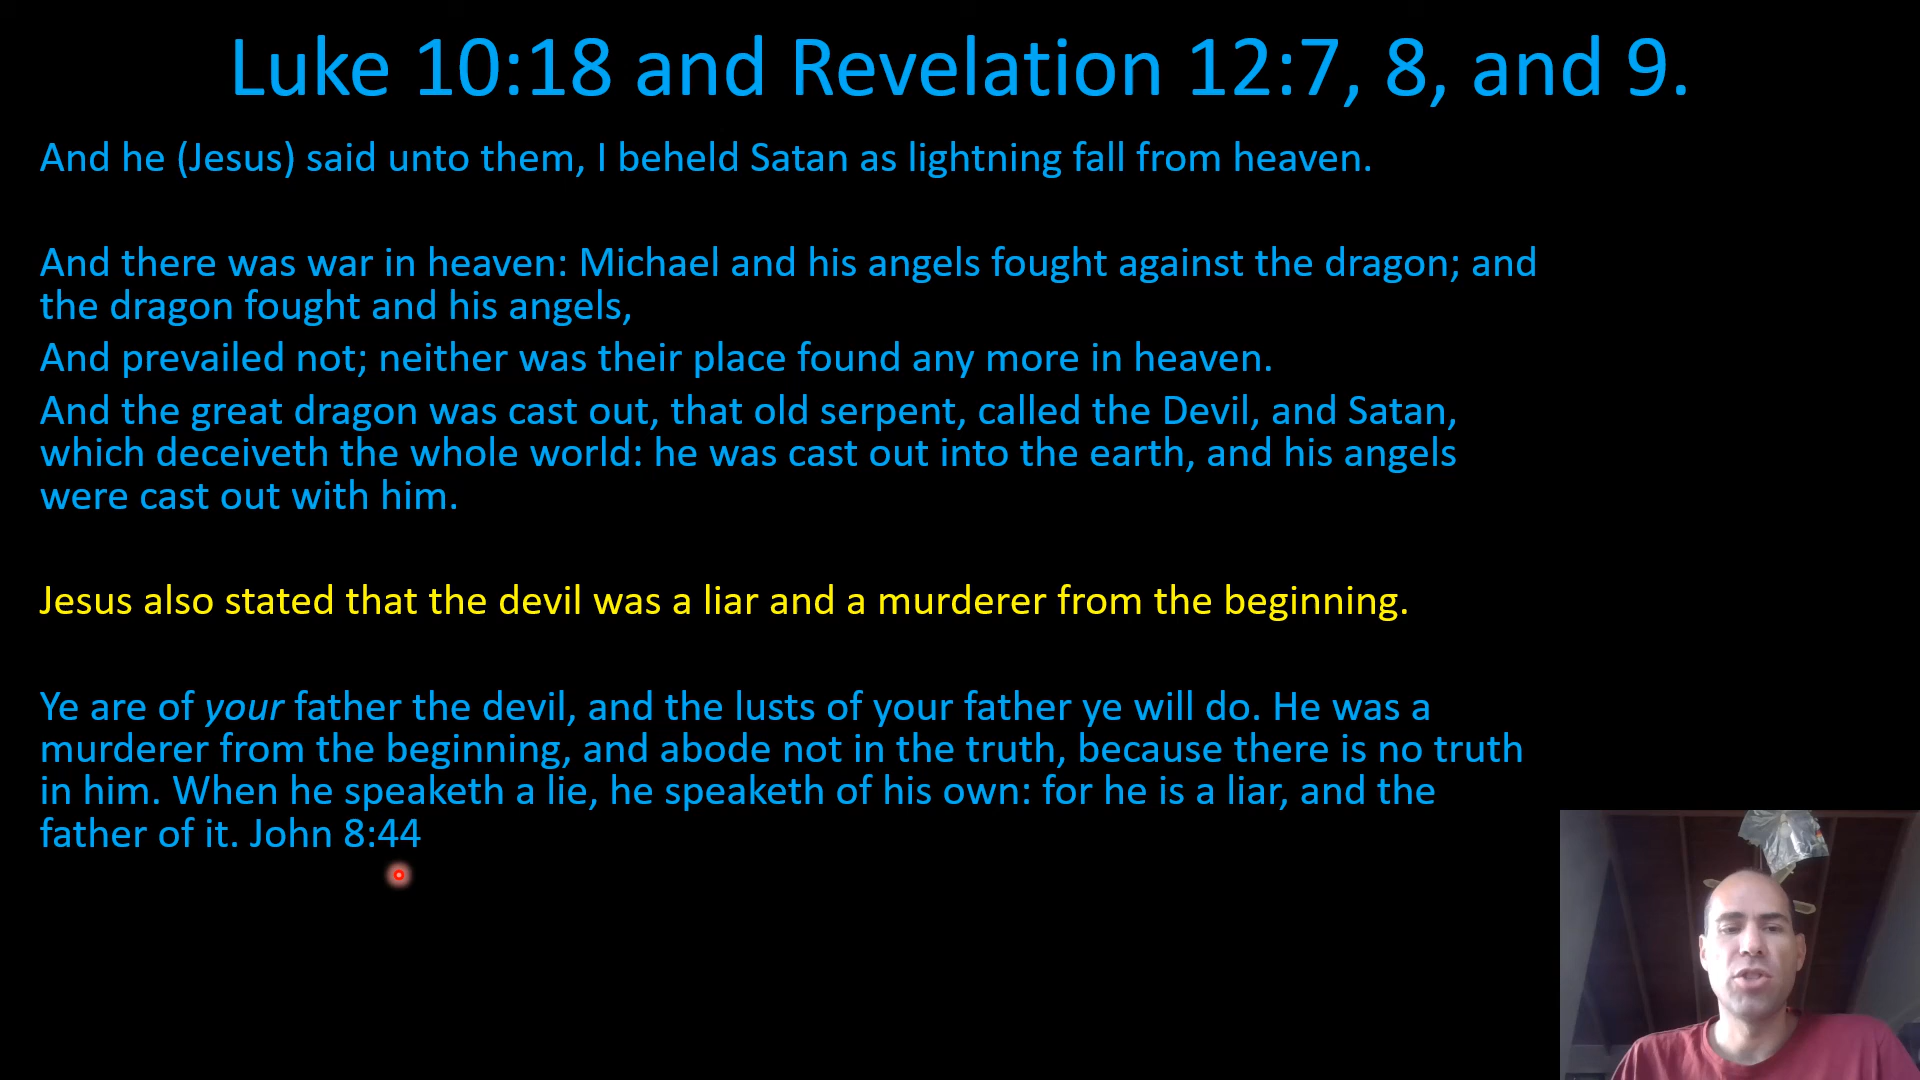 Luke 10:18 and Revelation 12:7, 8, and 9.
And he (Jesus) said unto them, I beheld Satan as lightning fall from heaven.
And there was war in heaven: Michael and his angels fought against the dragon; and
the dragon fought and his angels,
And prevailed not; neither was their place found any more in heaven.
And the great dragon was cast out, that old serpent, called the Devil, and Satan,
which deceiveth the whole world: he was cast out into the earth, and his angels
were cast out with him.
Jesus also stated that the devil was a liar and a murderer from the beginning.
Ye are of your father the devil, and the lusts of your father ye will do. He was a
murderer from the beginning, and abode not in the truth, because there is no truth
in him. When he speaketh a lie, he speaketh of his own: for he is a liar, and the
father of it. John 8:44